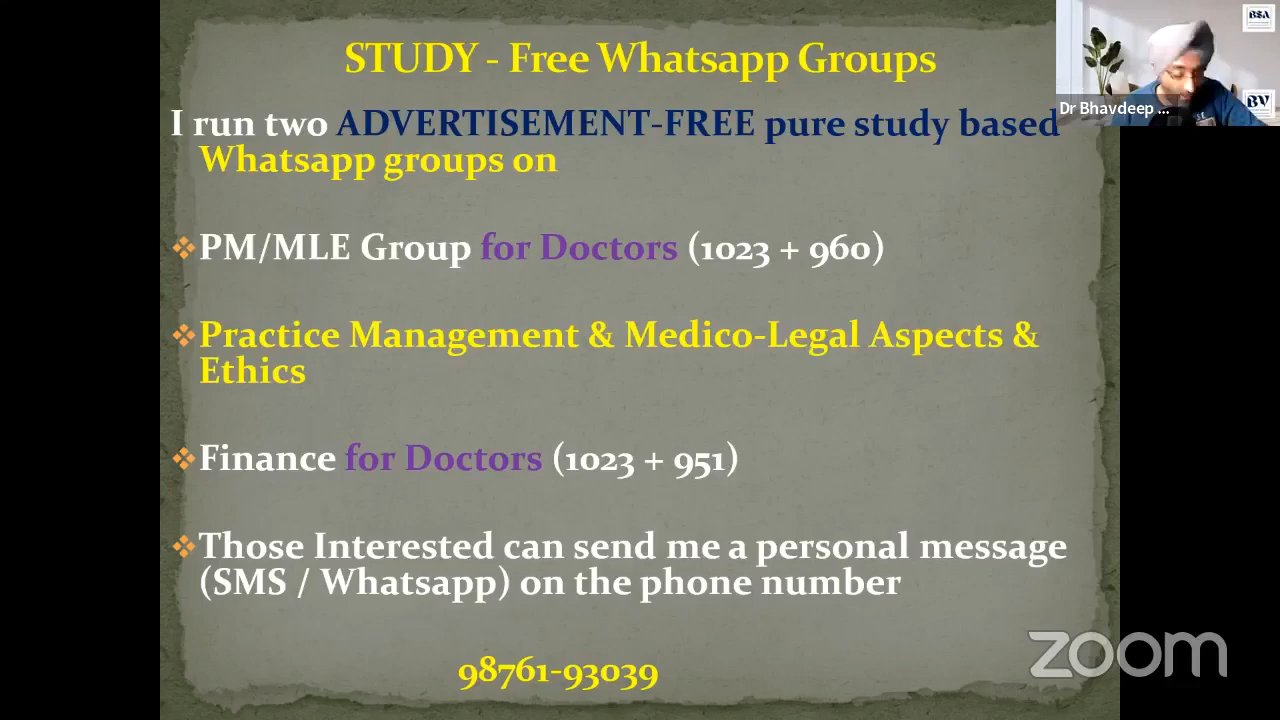 STUDY - Free Whatsapp Groups
I run two ADVERTISEMENT-FREE pure study based
Whatsapp groups on
PM/MLE Group for Doctors (1023 + 960)
Practice Management & Medico-Legal Aspects &
Ethics
Finance for Doctors (1023 + 951)
Those Interested can send me a personal message
(SMS / Whatsapp) on the phone number
98761-93039
Dr Bhavdeep ...
BSA
BV
zoom